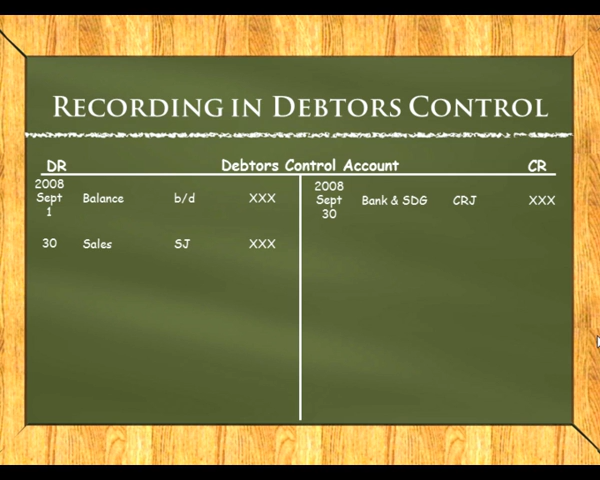 RECORDING IN DEBTORS CONTROL
DR Debtors Control Account CR
2008
Sept Balance b/d XXX
1
30 Sales SJ XXX
2008
Sept Bank & SDG CRJ XXX
30